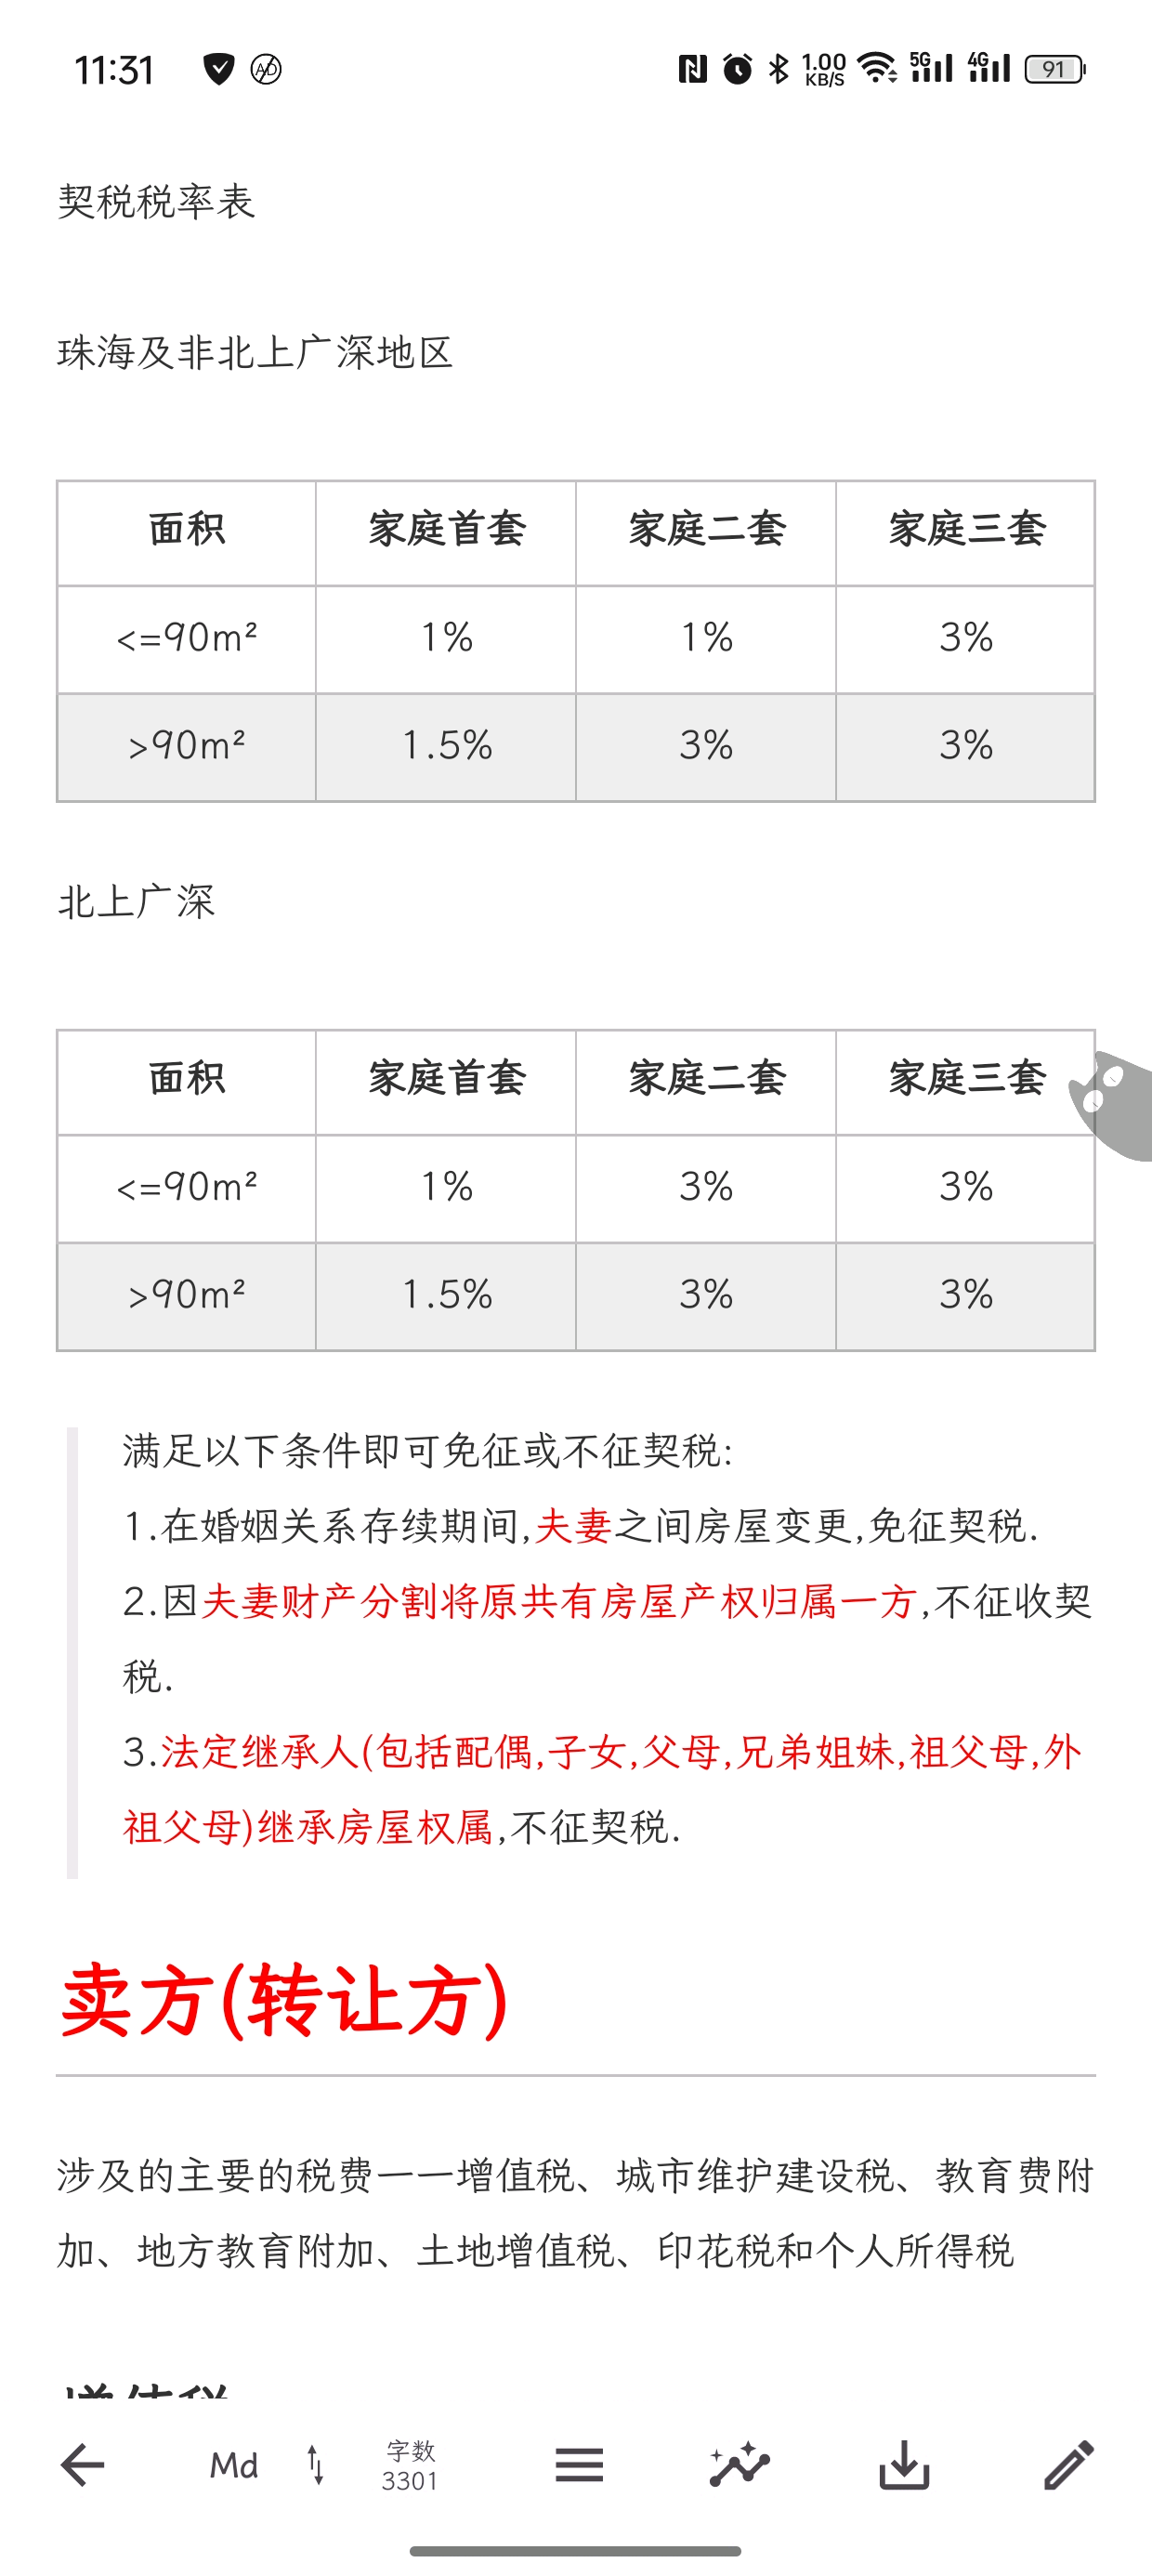 11:31
1.00
KB/S
5G
4G
91
契税税率表
珠海及非北上广深地区
面积 家庭首套 家庭二套 家庭三套
<=90m² 1% 1% 3%
>90m² 1.5% 3% 3%
北上广深
面积 家庭首套 家庭二套 家庭三套
<=90m² 1% 3% 3%
>90m² 1.5% 3% 3%
满足以下条件即可免征或不征契税:
1.在婚姻关系存续期间,夫妻之间房屋变更,免征契税.
2.因夫妻财产分割将原共有房屋产权归属一方,不征收契
税.
3.法定继承人(包括配偶,子女,父母,兄弟姐妹,祖父母,外
祖父母)继承房屋权属,不征契税.
卖方(转让方)
涉及的主要的税费一一增值税、城市维护建设税、教育费附
加、地方教育附加、土地增值税、印花税和个人所得税
Md
字数
3301